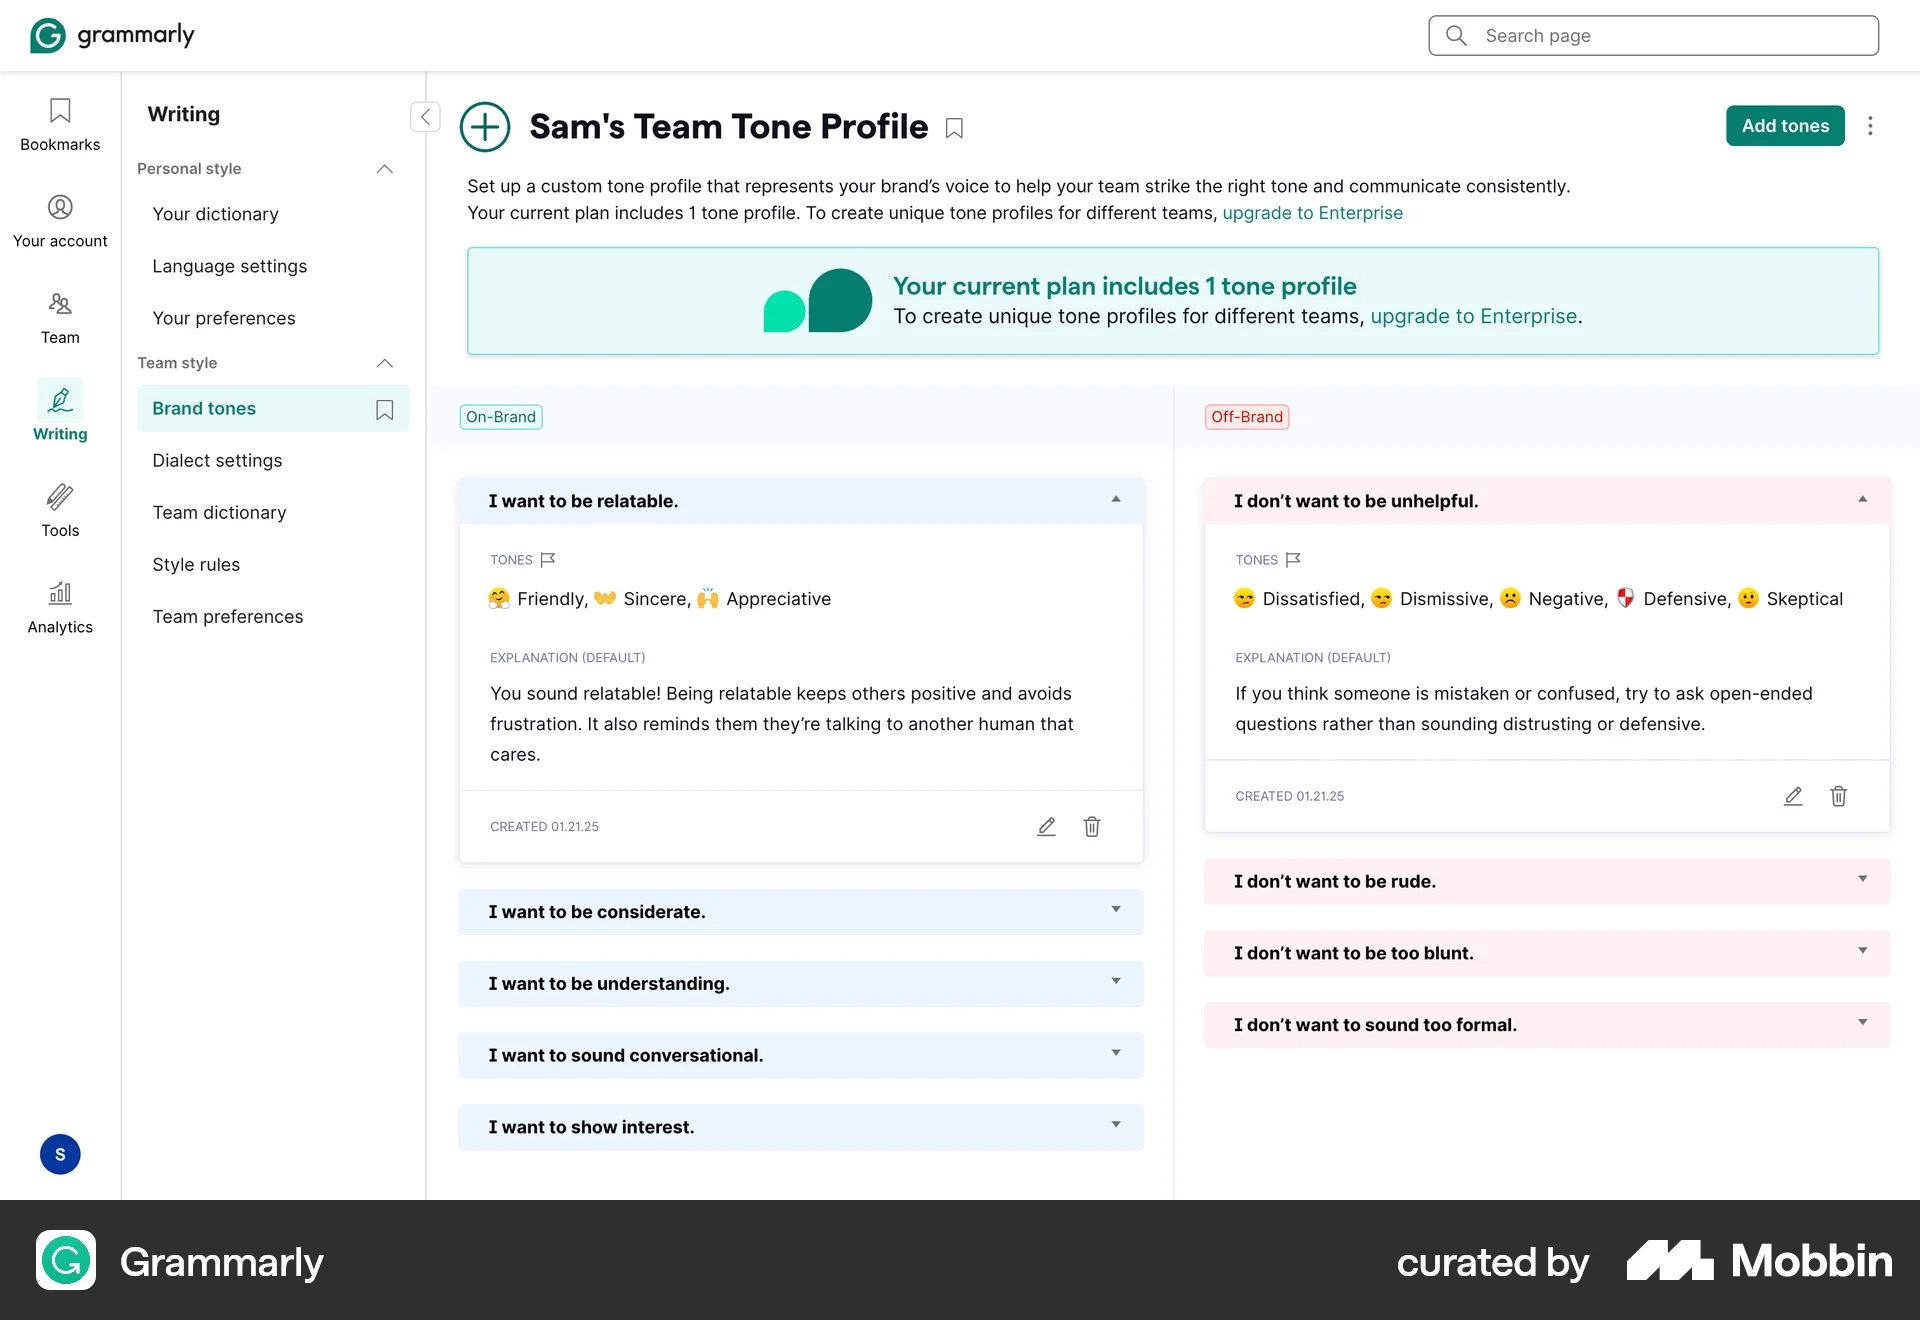 grammarly
Search page
Bookmarks
Your account
Team
Writing
Tools
Analytics
S
Writing
Personal style
Your dictionary
Language settings
Your preferences
Team style
Brand tones
Dialect settings
Team dictionary
Style rules
Team preferences
Sam's Team Tone Profile
Add tones
Set up a custom tone profile that represents your brand’s voice to help your team strike the right tone and communicate consistently.
Your current plan includes 1 tone profile. To create unique tone profiles for different teams, upgrade to Enterprise
Your current plan includes 1 tone profile
To create unique tone profiles for different teams, upgrade to Enterprise.
On-Brand
I want to be relatable.
TONES
🤗 Friendly, 👐 Sincere, 🙌 Appreciative
EXPLANATION (DEFAULT)
You sound relatable! Being relatable keeps others positive and avoids
frustration. It also reminds them they’re talking to another human that
cares.
CREATED 01.21.25
I want to be considerate.
I want to be understanding.
I want to sound conversational.
I want to show interest.
Off-Brand
I don’t want to be unhelpful.
TONES
😒 Dissatisfied, 😒 Dismissive, ☹️ Negative, 🛡️ Defensive, 🤨 Skeptical
EXPLANATION (DEFAULT)
If you think someone is mistaken or confused, try to ask open-ended
questions rather than sounding distrusting or defensive.
CREATED 01.21.25
I don’t want to be rude.
I don’t want to be too blunt.
I don’t want to sound too formal.
Grammarly
curated by Mobbin